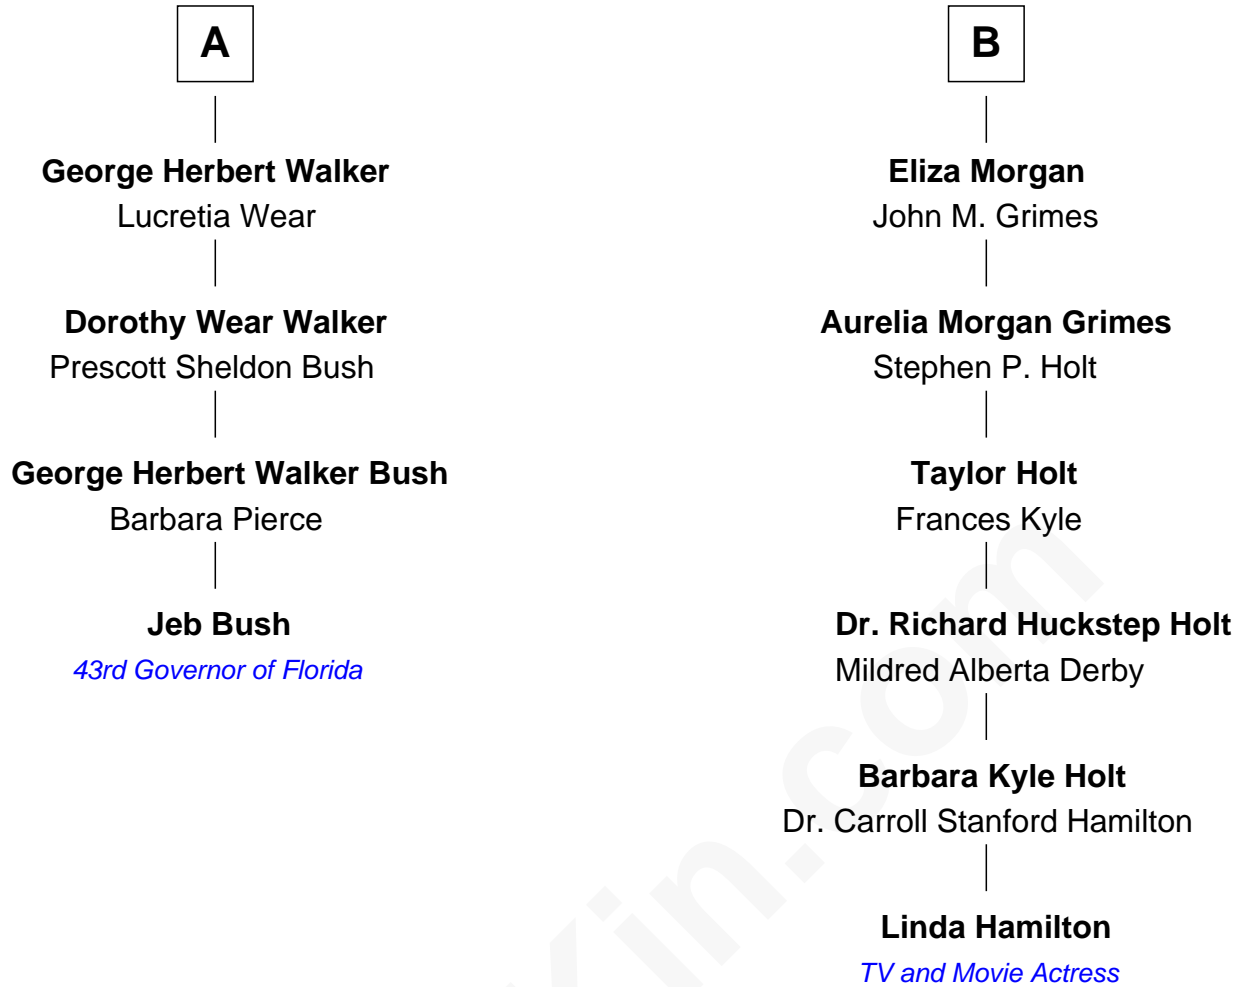 A
George Herbert Walker
Lucretia Wear
Dorothy Wear Walker
Prescott Sheldon Bush
George Herbert Walker Bush
Barbara Pierce
Jeb Bush
43rd Governor of Florida
B
Eliza Morgan
John M. Grimes
Aurelia Morgan Grimes
Stephen P. Holt
Taylor Holt
Frances Kyle
Dr. Richard Huckstep Holt
Mildred Alberta Derby
Barbara Kyle Holt
Dr. Carroll Stanford Hamilton
Linda Hamilton
TV and Movie Actress
Kin.com